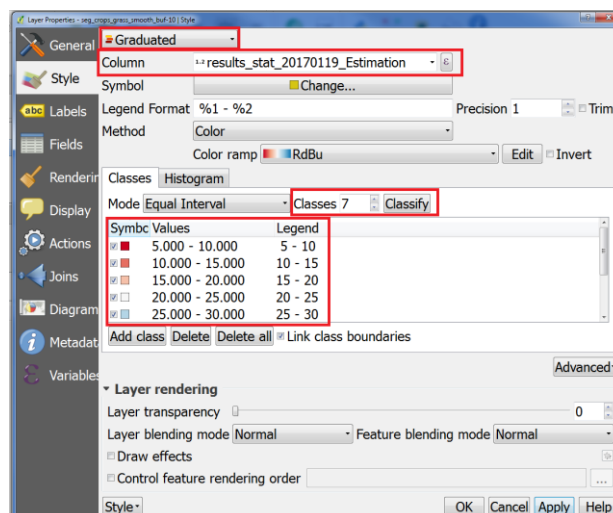 Layer Properties - seg_crops_grass_smooth_buf-10 | Style
General
Style
abc Labels
Fields
Renderin
Display
Actions
Joins
Diagram
Metadat
Variables
Graduated
Column 1.2 results_stat_20170119_Estimation ε
Symbol Change...
Legend Format %1 - %2 Precision 1 Trim
Method Color
Color ramp RdBu Edit Invert
Classes Histogram
Mode Equal Interval Classes 7 Classify
Symbc Values Legend
5.000 - 10.000 5 - 10
10.000 - 15.000 10 - 15
15.000 - 20.000 15 - 20
20.000 - 25.000 20 - 25
25.000 - 30.000 25 - 30
Add class Delete Delete all Link class boundaries
Advanced
Layer rendering
Layer transparency 0
Layer blending mode Normal Feature blending mode Normal
Draw effects
Control feature rendering order ...
Style OK Cancel Apply Help